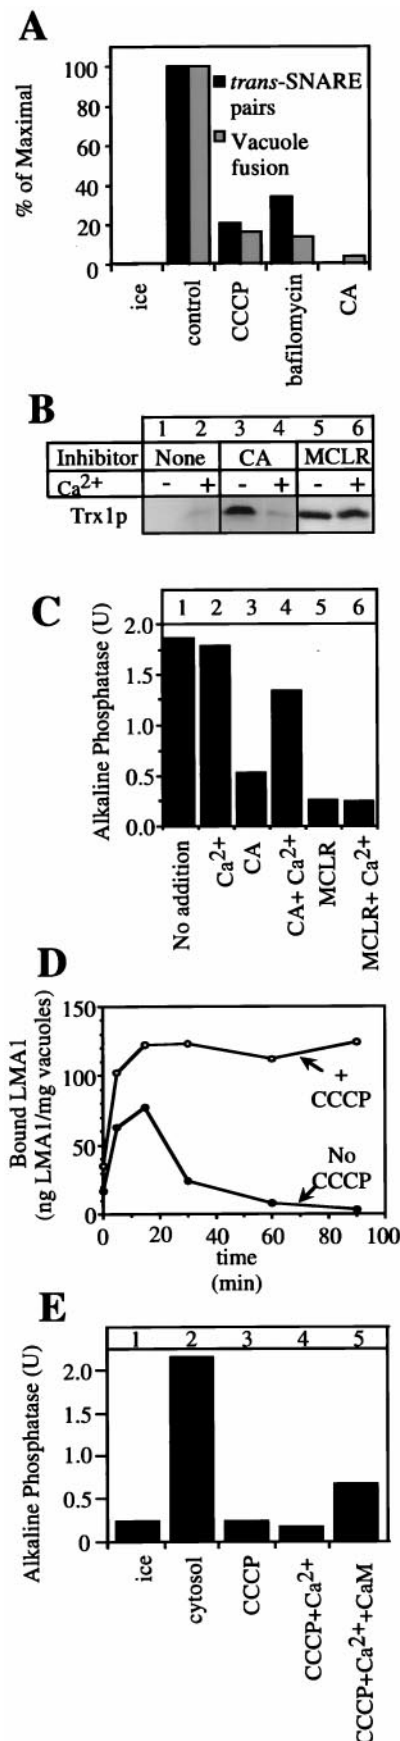 A
% of Maximal
100
80
60
40
20
0
trans-SNARE
pairs
Vacuole
fusion
ice
control
CCCP
bafilomycin
CA
B
1 2 3 4 5 6
Inhibitor None CA MCLR
Ca2+ - + - + - +
Trx1p
C
Alkaline Phosphatase (U)
1 2 3 4 5 6
2.0
1.5
1.0
0.5
0.0
No addition
Ca2+
CA
CA+ Ca2+
MCLR
MCLR+ Ca2+
D
Bound LMA1
(ng LMA1/mg vacuoles)
150
100
50
0
+
CCCP
No
CCCP
0 20 40 60 80 100
time
(min)
E
Alkaline Phosphatase (U)
1 2 3 4 5
2.0
1.5
1.0
0.5
0
ice
cytosol
CCCP
CCCP+Ca2+
CCCP+Ca2++CaM